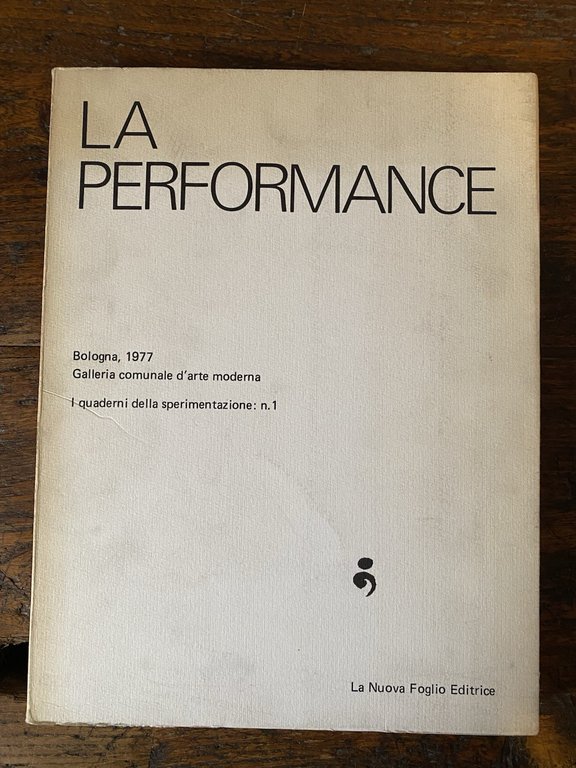 LA
PERFORMANCE
Bologna, 1977
Galleria comunale d'arte moderna
I quaderni della sperimentazione: n.1
;
La Nuova Foglio Editrice